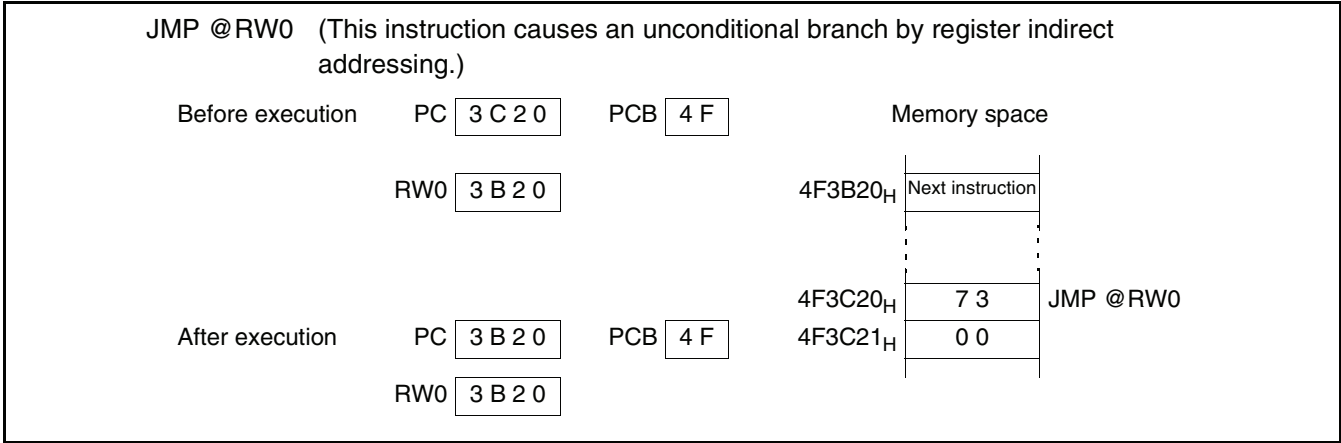 JMP @RW0 (This instruction causes an unconditional branch by register indirect
addressing.)
Before execution PC 3 C 2 0 PCB 4 F Memory space
RW0 3 B 2 0 4F3B20H Next instruction
4F3C20H 7 3 JMP @RW0
After execution PC 3 B 2 0 PCB 4 F 4F3C21H 0 0
RW0 3 B 2 0